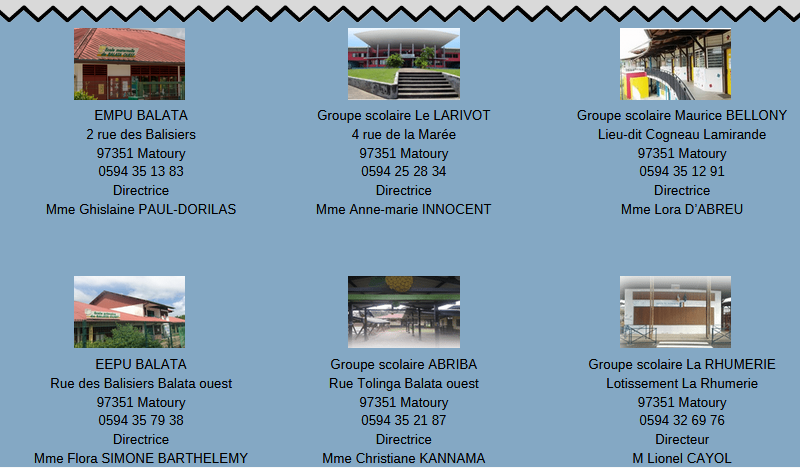 EMPU BALATA
2 rue des Balisiers
97351 Matoury
0594 35 13 83
Directrice
Mme Ghislaine PAUL-DORILAS
Groupe scolaire Le LARIVOT
4 rue de la Marée
97351 Matoury
0594 25 28 34
Directrice
Mme Anne-marie INNOCENT
Groupe scolaire Maurice BELLONY
Lieu-dit Cogneau Lamirande
97351 Matoury
0594 35 12 91
Directrice
Mme Lora D'ABREU
EEPU BALATA
Rue des Balisiers Balata ouest
97351 Matoury
0594 35 79 38
Directrice
Mme Flora SIMONE BARTHELEMY
Groupe scolaire ABRIBA
Rue Tolinga Balata ouest
97351 Matoury
0594 35 21 87
Directrice
Mme Christiane KANNAMA
Groupe scolaire La RHUMERIE
Lotissement La Rhumerie
97351 Matoury
0594 32 69 76
Directeur
M Lionel CAYOL